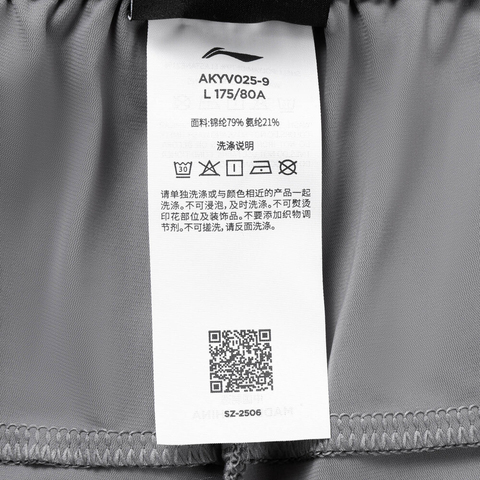 AKYV025-9
L 175/80A
面料:锦纶79% 氨纶21%
洗涤说明
30
请单独洗涤或与颜色相近的产品一起
洗涤。不可浸泡,及时洗涤。不可熨烫
印花部位及装饰品。不要添加织物调
节剂。不可搓洗,请反面洗涤。
SZ-2506